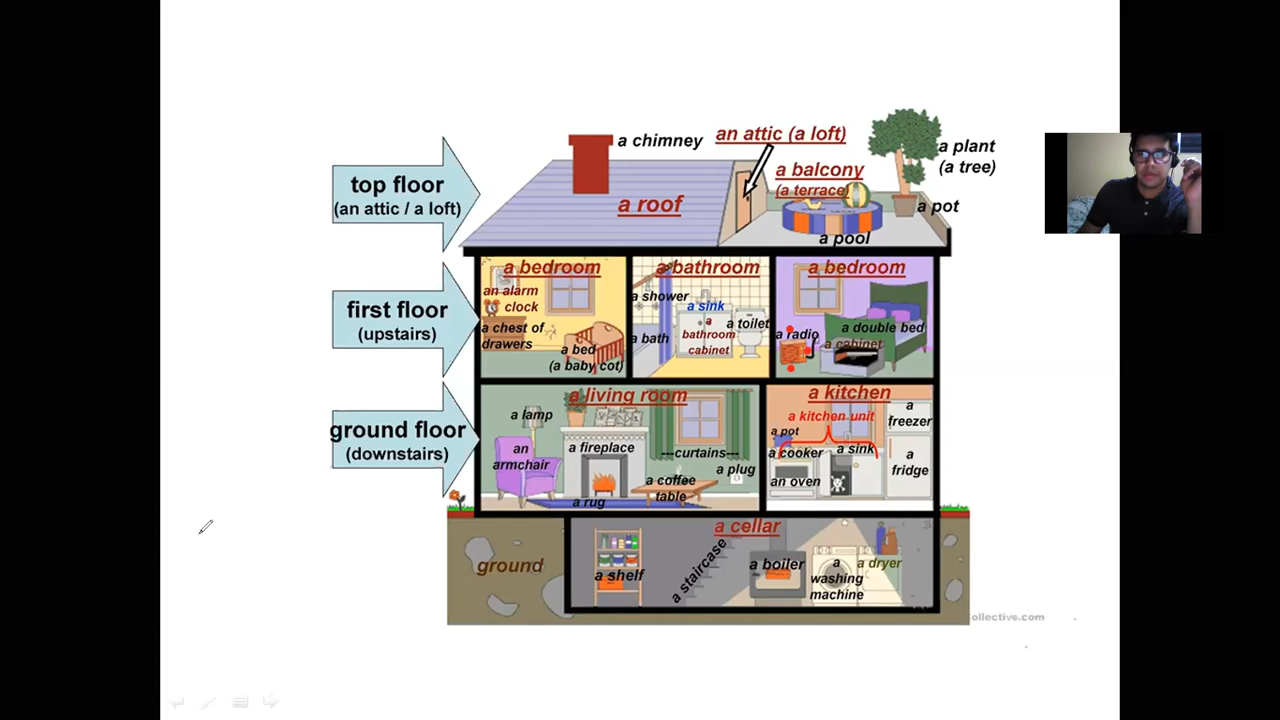 a chimney
an attic (a loft)
a balcony
(a terrace)
a plant
(a tree)
a pot
a pool
a roof
top floor
(an attic / a loft)
first floor
(upstairs)
ground floor
(downstairs)
a bedroom
an alarm
clock
a chest of
drawers
a bed
(a baby cot)
a bathroom
a shower
a sink
a toilet
a bath
a
bathroom
cabinet
a bedroom
a radio
a double bed
a cabinet
a living room
a lamp
an
armchair
a fireplace
---curtains---
a plug
a coffee
table
a rug
a kitchen
a kitchen unit
a pot
a cooker
a sink
an oven
a
freezer
a
fridge
ground
a cellar
a shelf
a staircase
a boiler
a
washing
machine
a dryer
ollective.com